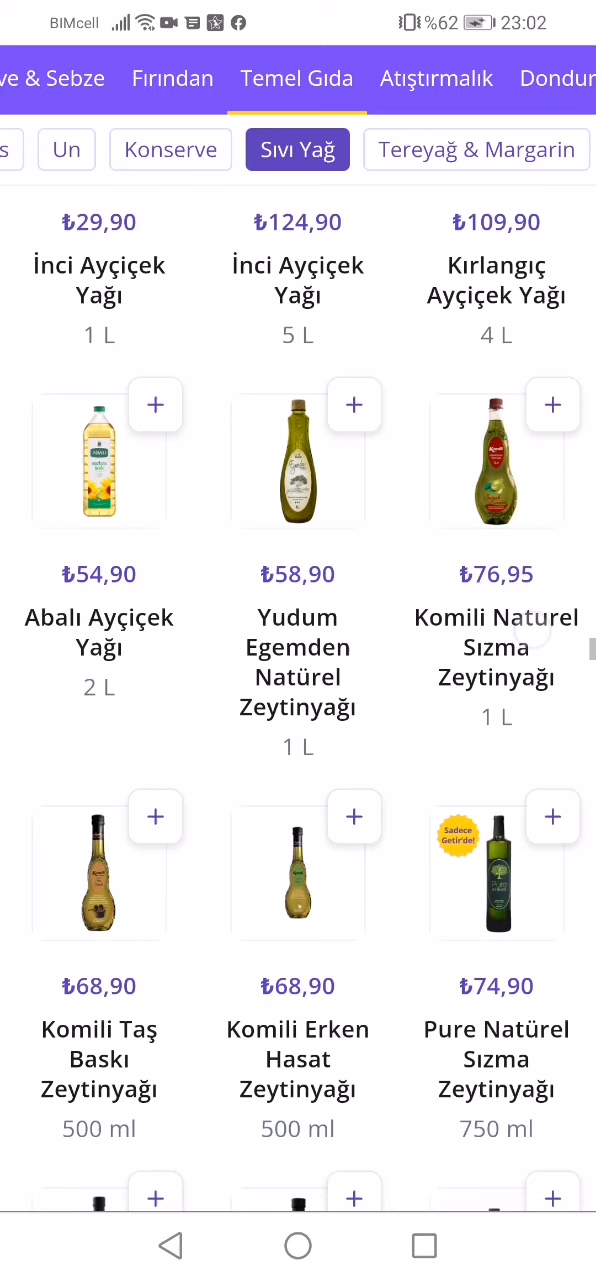 BIMcell %62 23:02
ve & Sebze Fırından Temel Gıda Atıştırmalık Dondur
s Un Konserve Sıvı Yağ Tereyağ & Margarin
₺29,90 ₺124,90 ₺109,90
İnci Ayçiçek İnci Ayçiçek Kırlangıç
Yağı Yağı Ayçiçek Yağı
1 L 5 L 4 L
+ + +
ABALI
Komili
₺54,90 ₺58,90 ₺76,95
Abalı Ayçiçek Yudum Komili Naturel
Yağı Egemden Sızma
2 L Natürel Zeytinyağı
Zeytinyağı 1 L
1 L
+ + +
Sadece
Getir'de!
Komili
Pure
₺68,90 ₺68,90 ₺74,90
Komili Taş Komili Erken Pure Natürel
Baskı Hasat Sızma
Zeytinyağı Zeytinyağı Zeytinyağı
500 ml 500 ml 750 ml
+ + +